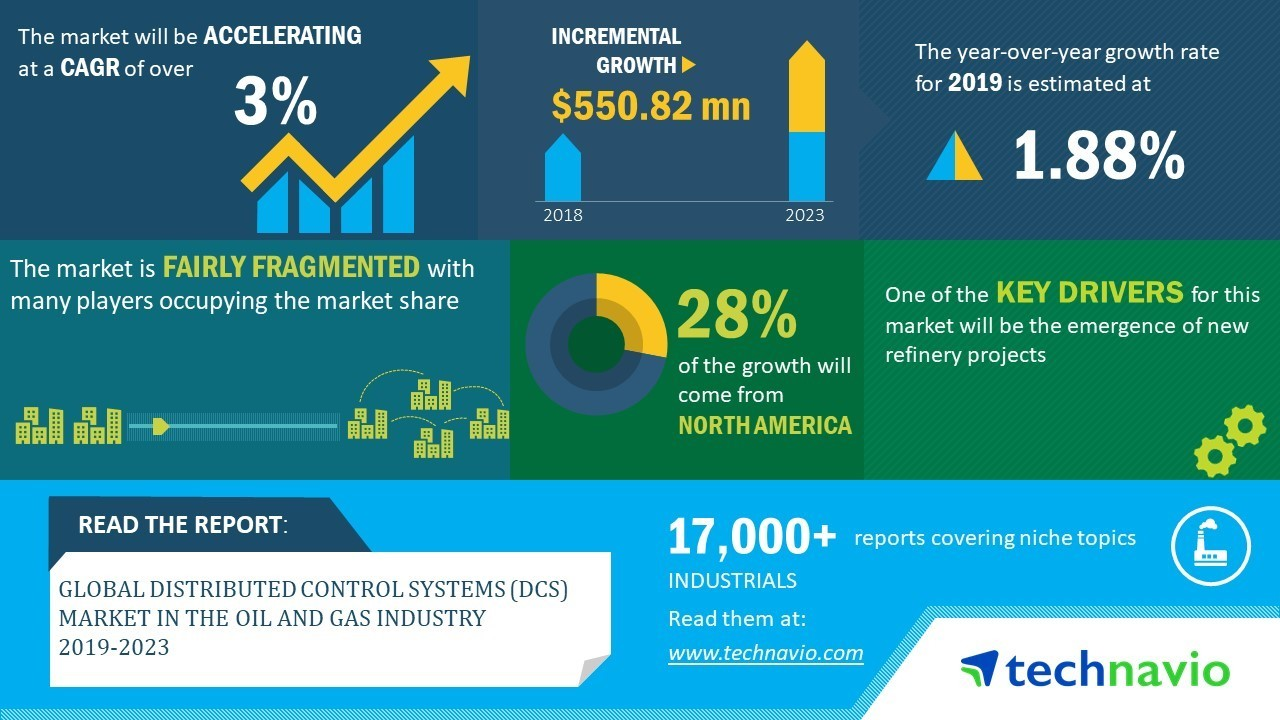 The market will be ACCELERATING
at a CAGR of over
3%
INCREMENTAL
GROWTH
$550.82 mn
2018
2023
The year-over-year growth rate
for 2019 is estimated at
1.88%
The market is FAIRLY FRAGMENTED with
many players occupying the market share
28%
of the growth will
come from
NORTH AMERICA
One of the KEY DRIVERS for this
market will be the emergence of new
refinery projects
READ THE REPORT:
GLOBAL DISTRIBUTED CONTROL SYSTEMS (DCS)
MARKET IN THE OIL AND GAS INDUSTRY
2019-2023
17,000+ reports covering niche topics
INDUSTRIALS
Read them at:
www.technavio.com
technavio